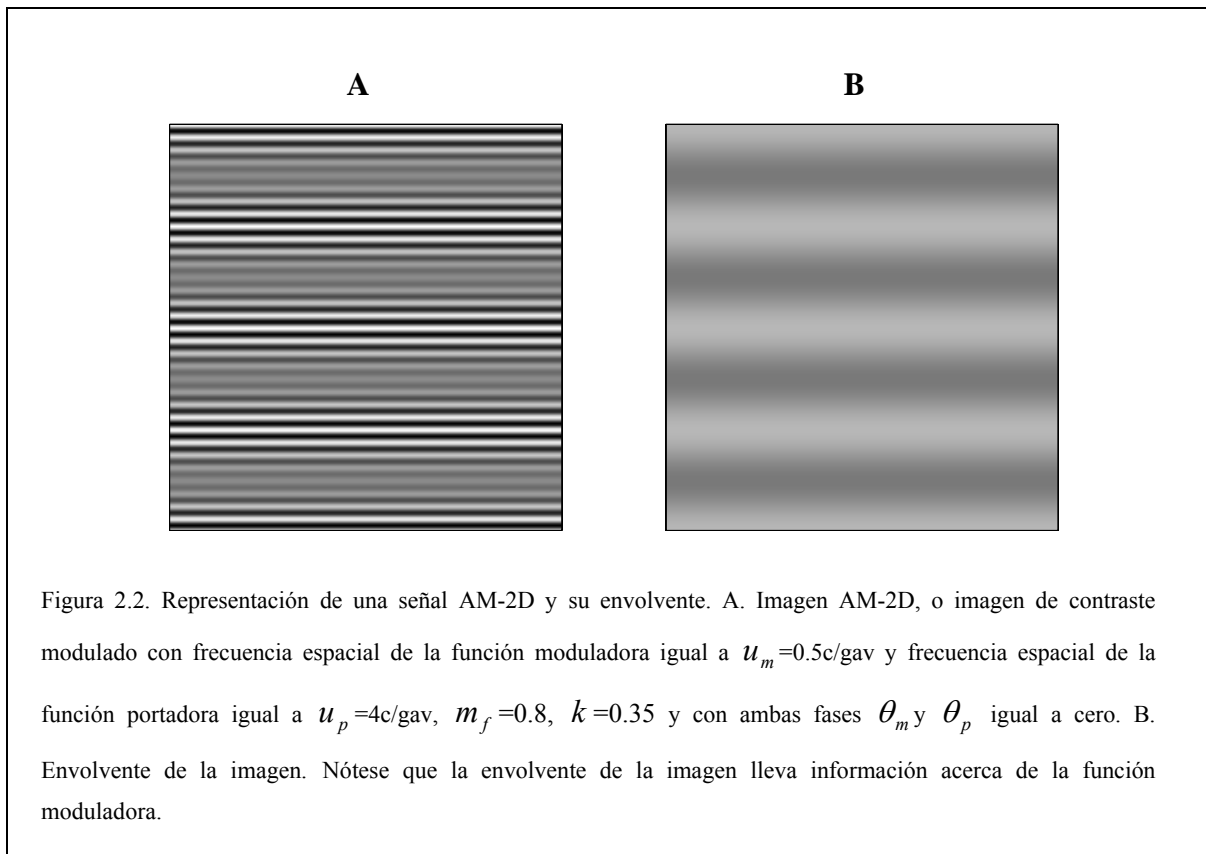 A B
Figura 2.2. Representación de una señal AM-2D y su envolvente. A. Imagen AM-2D, o imagen de contraste
modulado con frecuencia espacial de la función moduladora igual a u_m=0.5c/gav y frecuencia espacial de la
función portadora igual a u_p=4c/gav, m_f=0.8, k=0.35 y con ambas fases θ_m y θ_p igual a cero. B.
Envolvente de la imagen. Nótese que la envolvente de la imagen lleva información acerca de la función
moduladora.